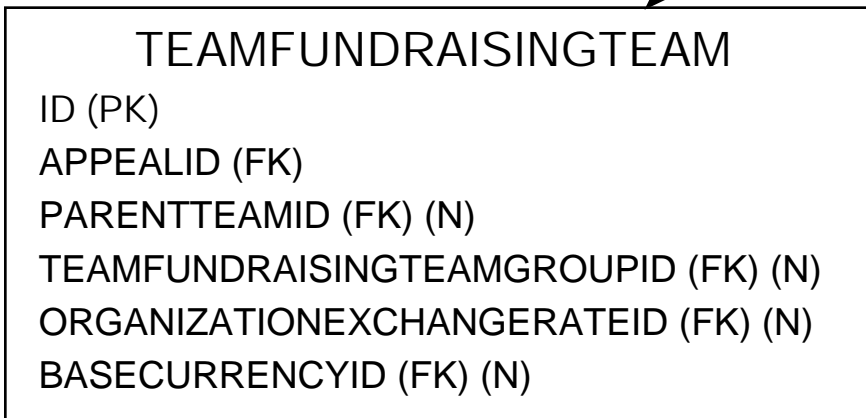 TEAMFUNDRAISINGTEAM
ID (PK)
APPEALID (FK)
PARENTTEAMID (FK) (N)
TEAMFUNDRAISINGTEAMGROUPID (FK) (N)
ORGANIZATIONEXCHANGERATEID (FK) (N)
BASECURRENCYID (FK) (N)